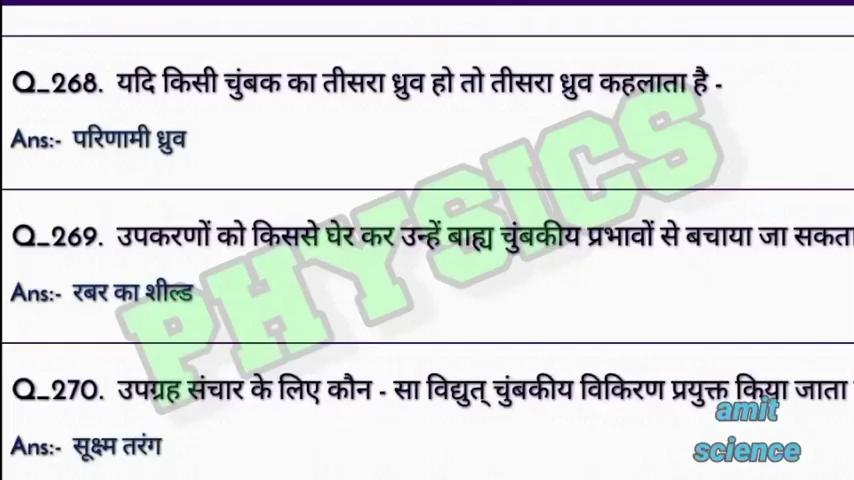 Q_268. यदि किसी चुंबक का तीसरा ध्रुव हो तो तीसरा ध्रुव कहलाता है -
Ans:- परिणामी ध्रुव
Q_269. उपकरणों को किससे घेर कर उन्हें बाह्य चुंबकीय प्रभावों से बचाया जा सकता
Ans:- रबर का शील्ड
Q_270. उपग्रह संचार के लिए कौन - सा विद्युत् चुंबकीय विकिरण प्रयुक्त किया जाता
Ans:- सूक्ष्म तरंग
PHYSICS
amit
science